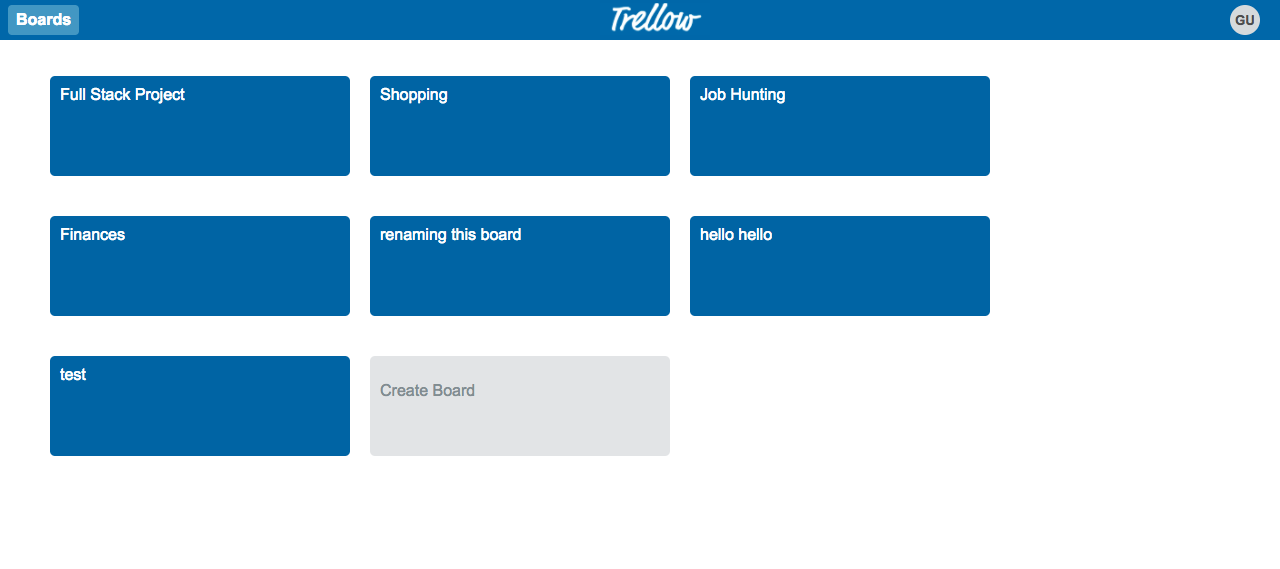 Boards
Trellow
GU
Full Stack Project
Shopping
Job Hunting
Finances
renaming this board
hello hello
test
Create Board